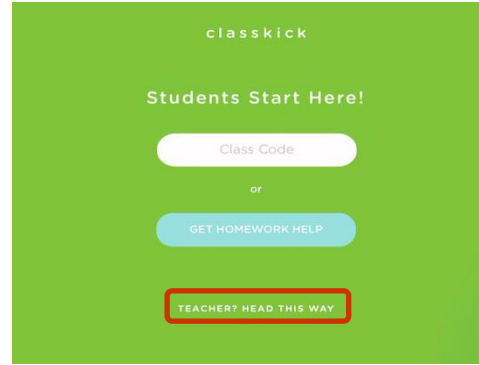 classkick
Students Start Here!
Class Code
or
GET HOMEWORK HELP
TEACHER? HEAD THIS WAY